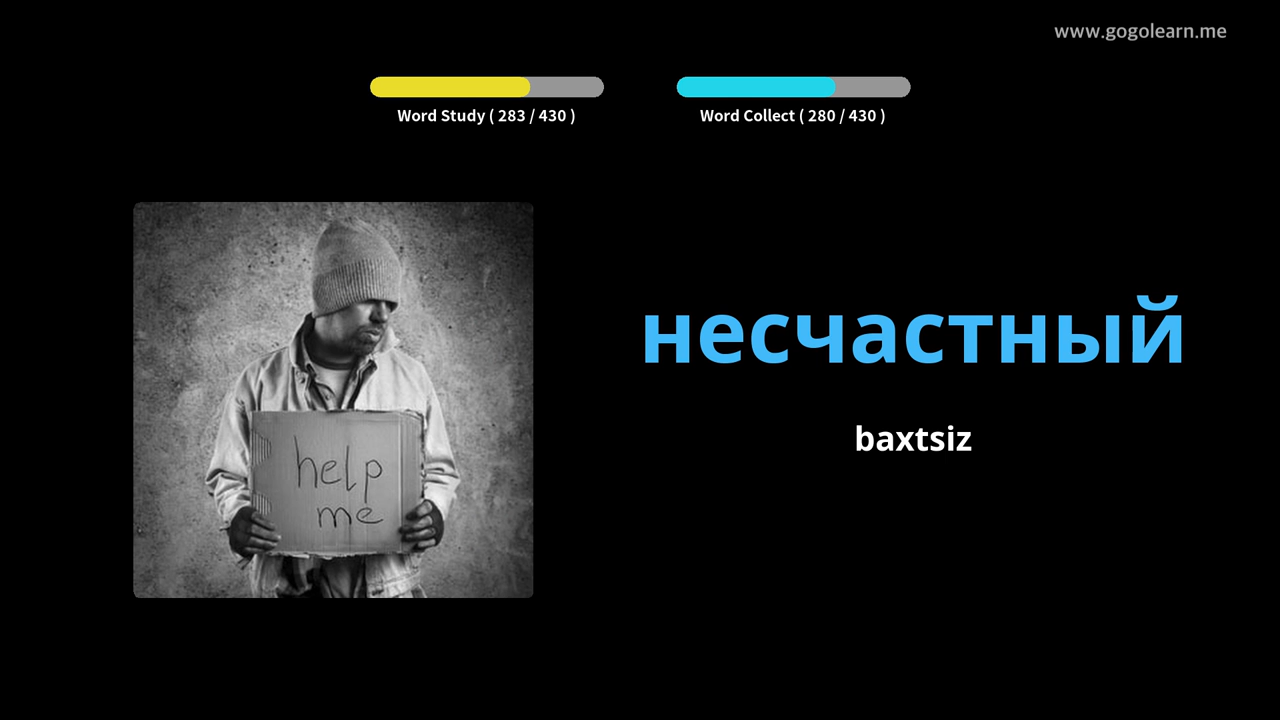 www.gogolearn.me
Word Study ( 283 / 430 )
Word Collect ( 280 / 430 )
help
me
несчастный
baxtsiz